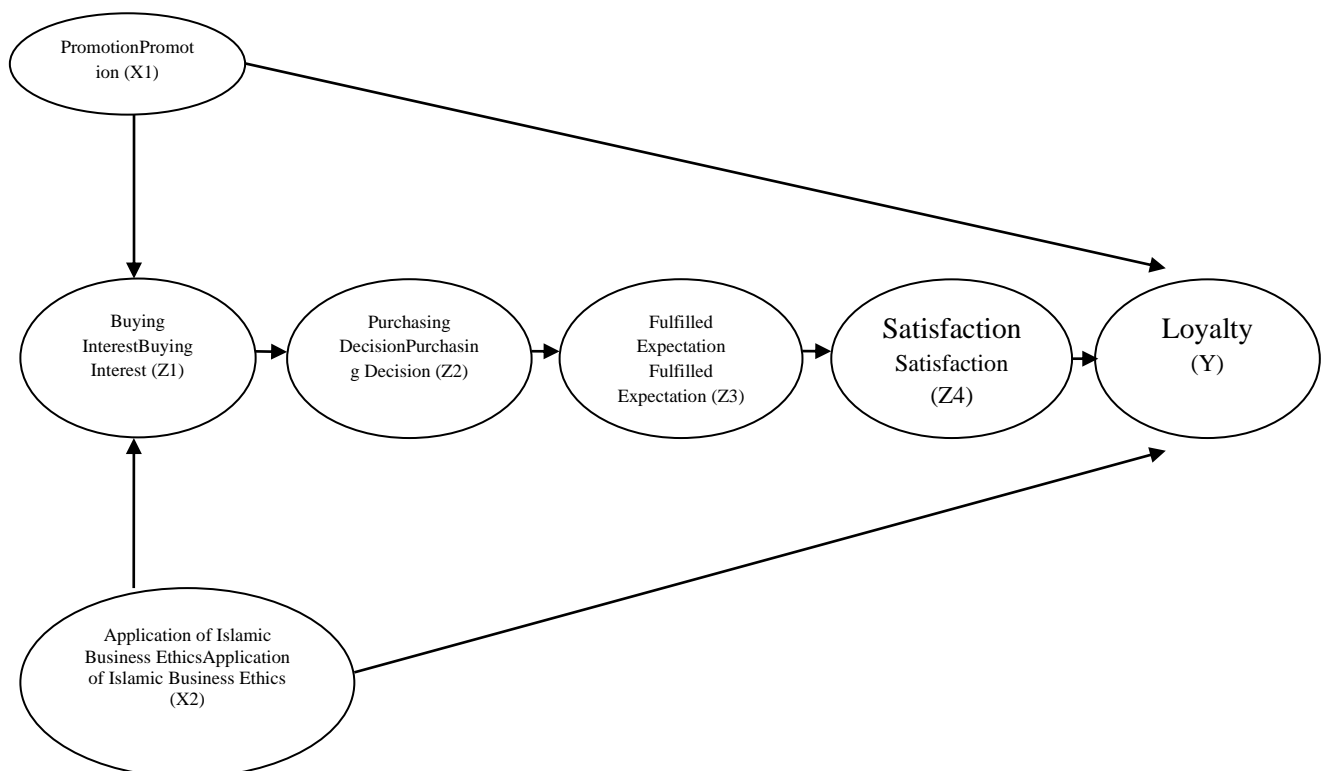 PromotionPromot
ion (X1)
Buying
InterestBuying
Interest (Z1)
Purchasing
DecisionPurchasin
g Decision (Z2)
Fulfilled
Expectation
Fulfilled
Expectation (Z3)
Satisfaction
Satisfaction
(Z4)
Loyalty
(Y)
Application of Islamic
Business EthicsApplication
of Islamic Business Ethics
(X2)